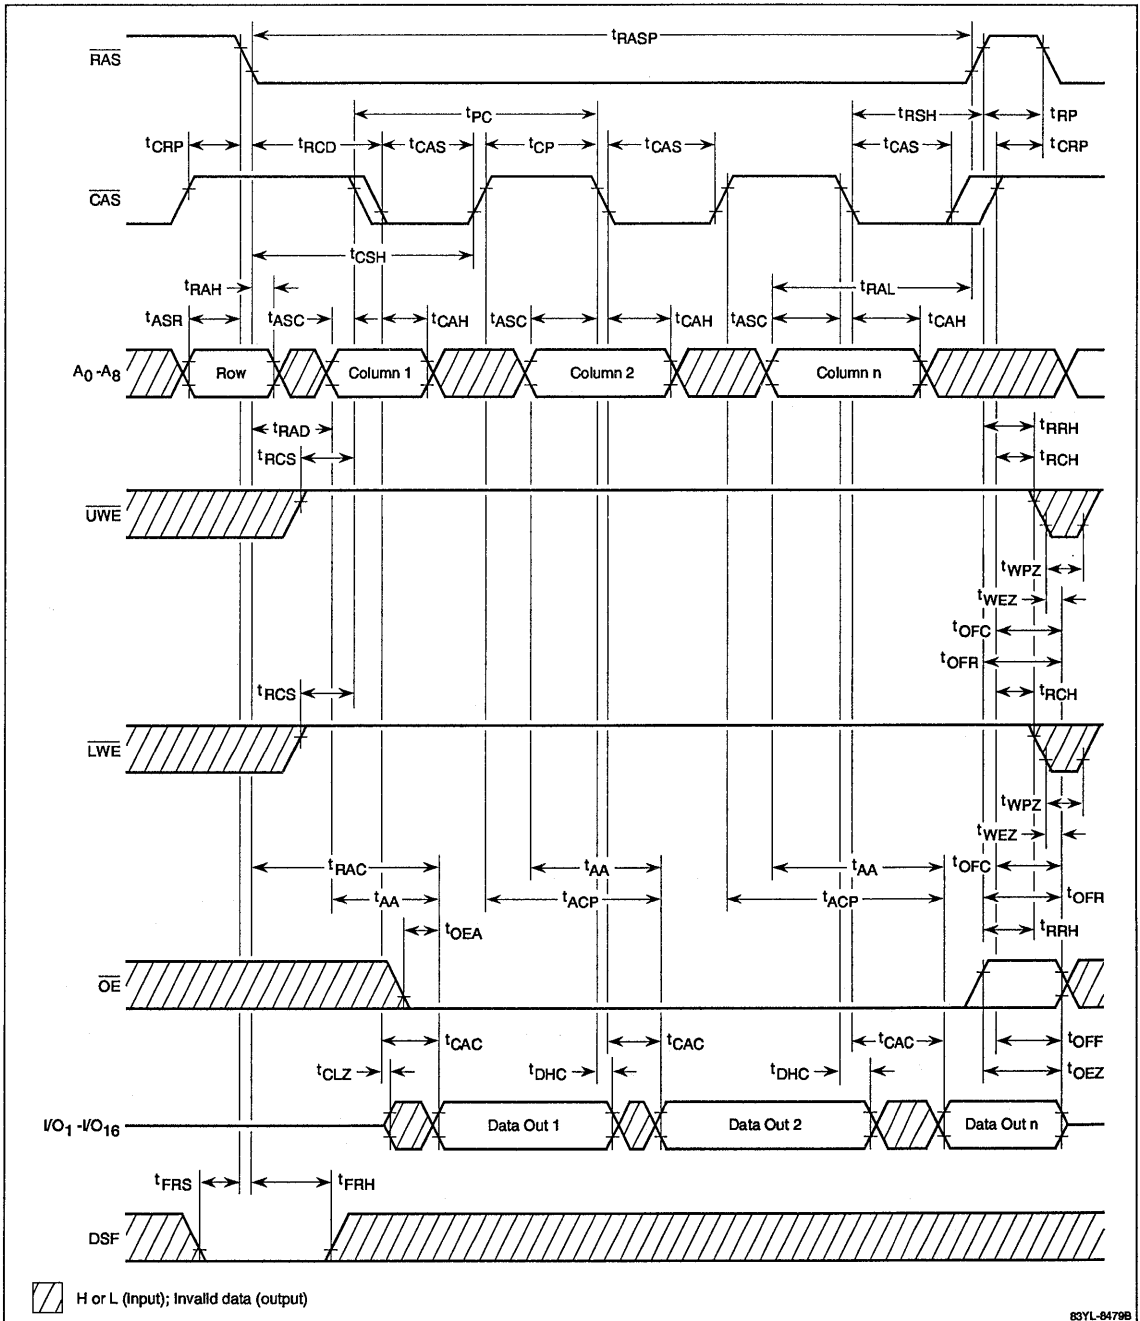 tRASP
RAS
tPC tRSH tRP
tCRP tRCD tCAS tCP tCAS tCAS tCRP
CAS
tCSH
tRAH tRAL
tASR tASC tCAH tASC tCAH tASC tCAH
A0 -A8 Row Column 1 Column 2 Column n
tRAD tRRH
tRCS tRCH
UWE
tWPZ
tWEZ
tOFC
tOFR
tRCS tRCH
LWE
tWPZ
tWEZ
tRAC tAA tAA tOFC
tAA tACP tACP tOFR
tOEA tRRH
OE
tCAC tCAC tCAC tOFF
tCLZ tDHC tDHC tOEZ
I/O1 -I/O16 Data Out 1 Data Out 2 Data Out n
tFRS tFRH
DSF
H or L (input); Invalid data (output)
83YL-8479B